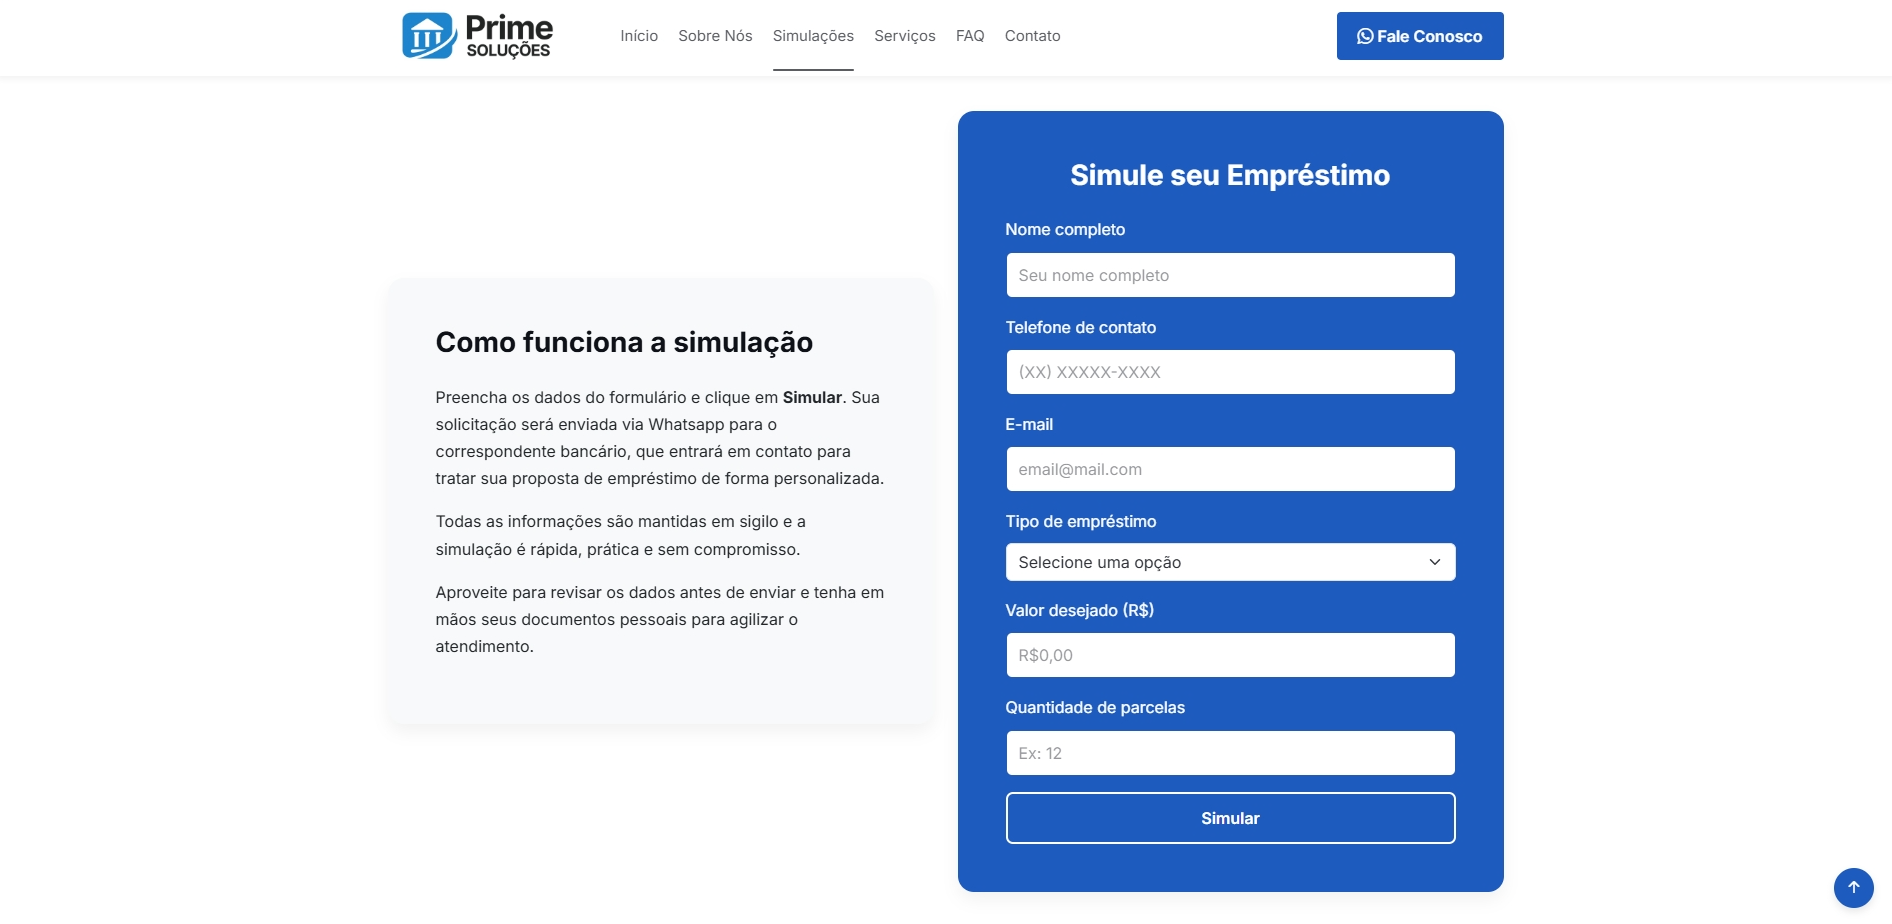 Prime
SOLUÇÕES
Início
Sobre Nós
Simulações
Serviços
FAQ
Contato
Fale Conosco
Como funciona a simulação
Preencha os dados do formulário e clique em Simular. Sua
solicitação será enviada via Whatsapp para o
correspondente bancário, que entrará em contato para
tratar sua proposta de empréstimo de forma personalizada.
Todas as informações são mantidas em sigilo e a
simulação é rápida, prática e sem compromisso.
Aproveite para revisar os dados antes de enviar e tenha em
mãos seus documentos pessoais para agilizar o
atendimento.
Simule seu Empréstimo
Nome completo
Seu nome completo
Telefone de contato
(XX) XXXXX-XXXX
E-mail
email@mail.com
Tipo de empréstimo
Selecione uma opção
Valor desejado (R$)
R$0,00
Quantidade de parcelas
Ex: 12
Simular